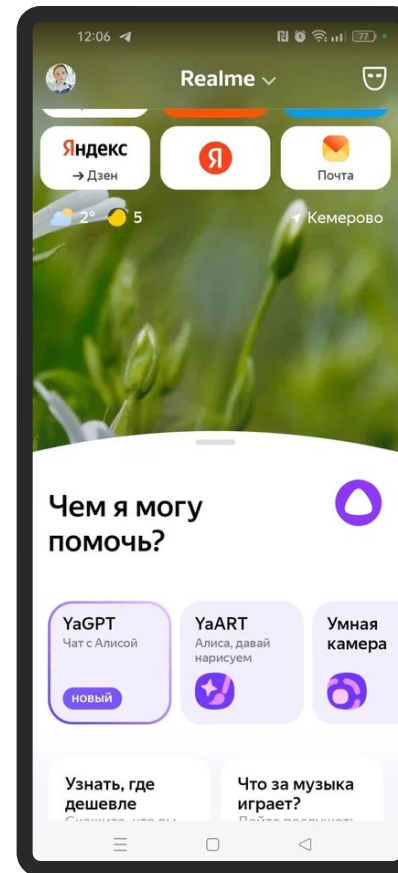 12:06
77
Realme
Яндекс
→ Дзен
Я
Почта
2° 5
Кемерово
Чем я могу
помочь?
YaGPT
Чат с Алисой
новый
YaART
Алиса, давай
нарисуем
Умная
камера
Узнать, где
дешевле
Что за музыка
играет?